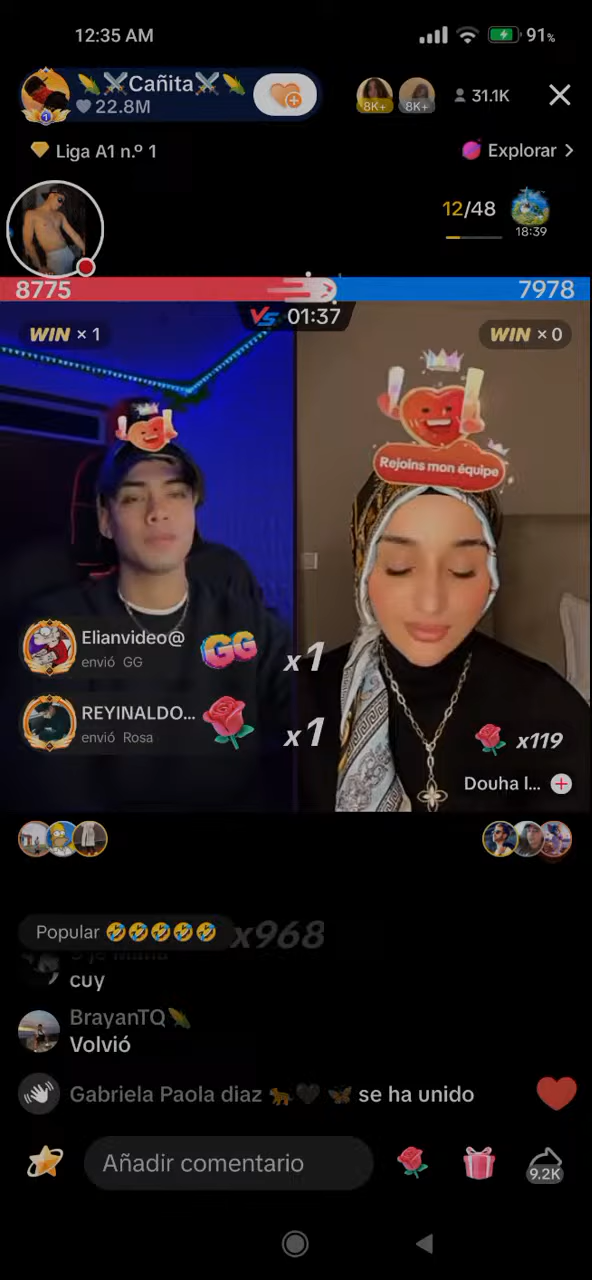 12:35 AM
91%
🌽⚔️Cañita⚔️🌽
22.8M
8K+
8K+
31.1K
1
Liga A1 n.º 1
Explorar
12/48
18:39
8775
7978
VS 01:37
WIN × 1
WIN × 0
Rejoins mon équipe
Elianvideo@
envió GG
GG
x1
REYINALDO...
envió Rosa
x1
x119
Douha l...
Popular 🤣🤣🤣🤣🤣
x968
cuy
BrayanTQ🌽
Volvió
Gabriela Paola diaz 🐆🖤 🦋 se ha unido
Añadir comentario
9.2K